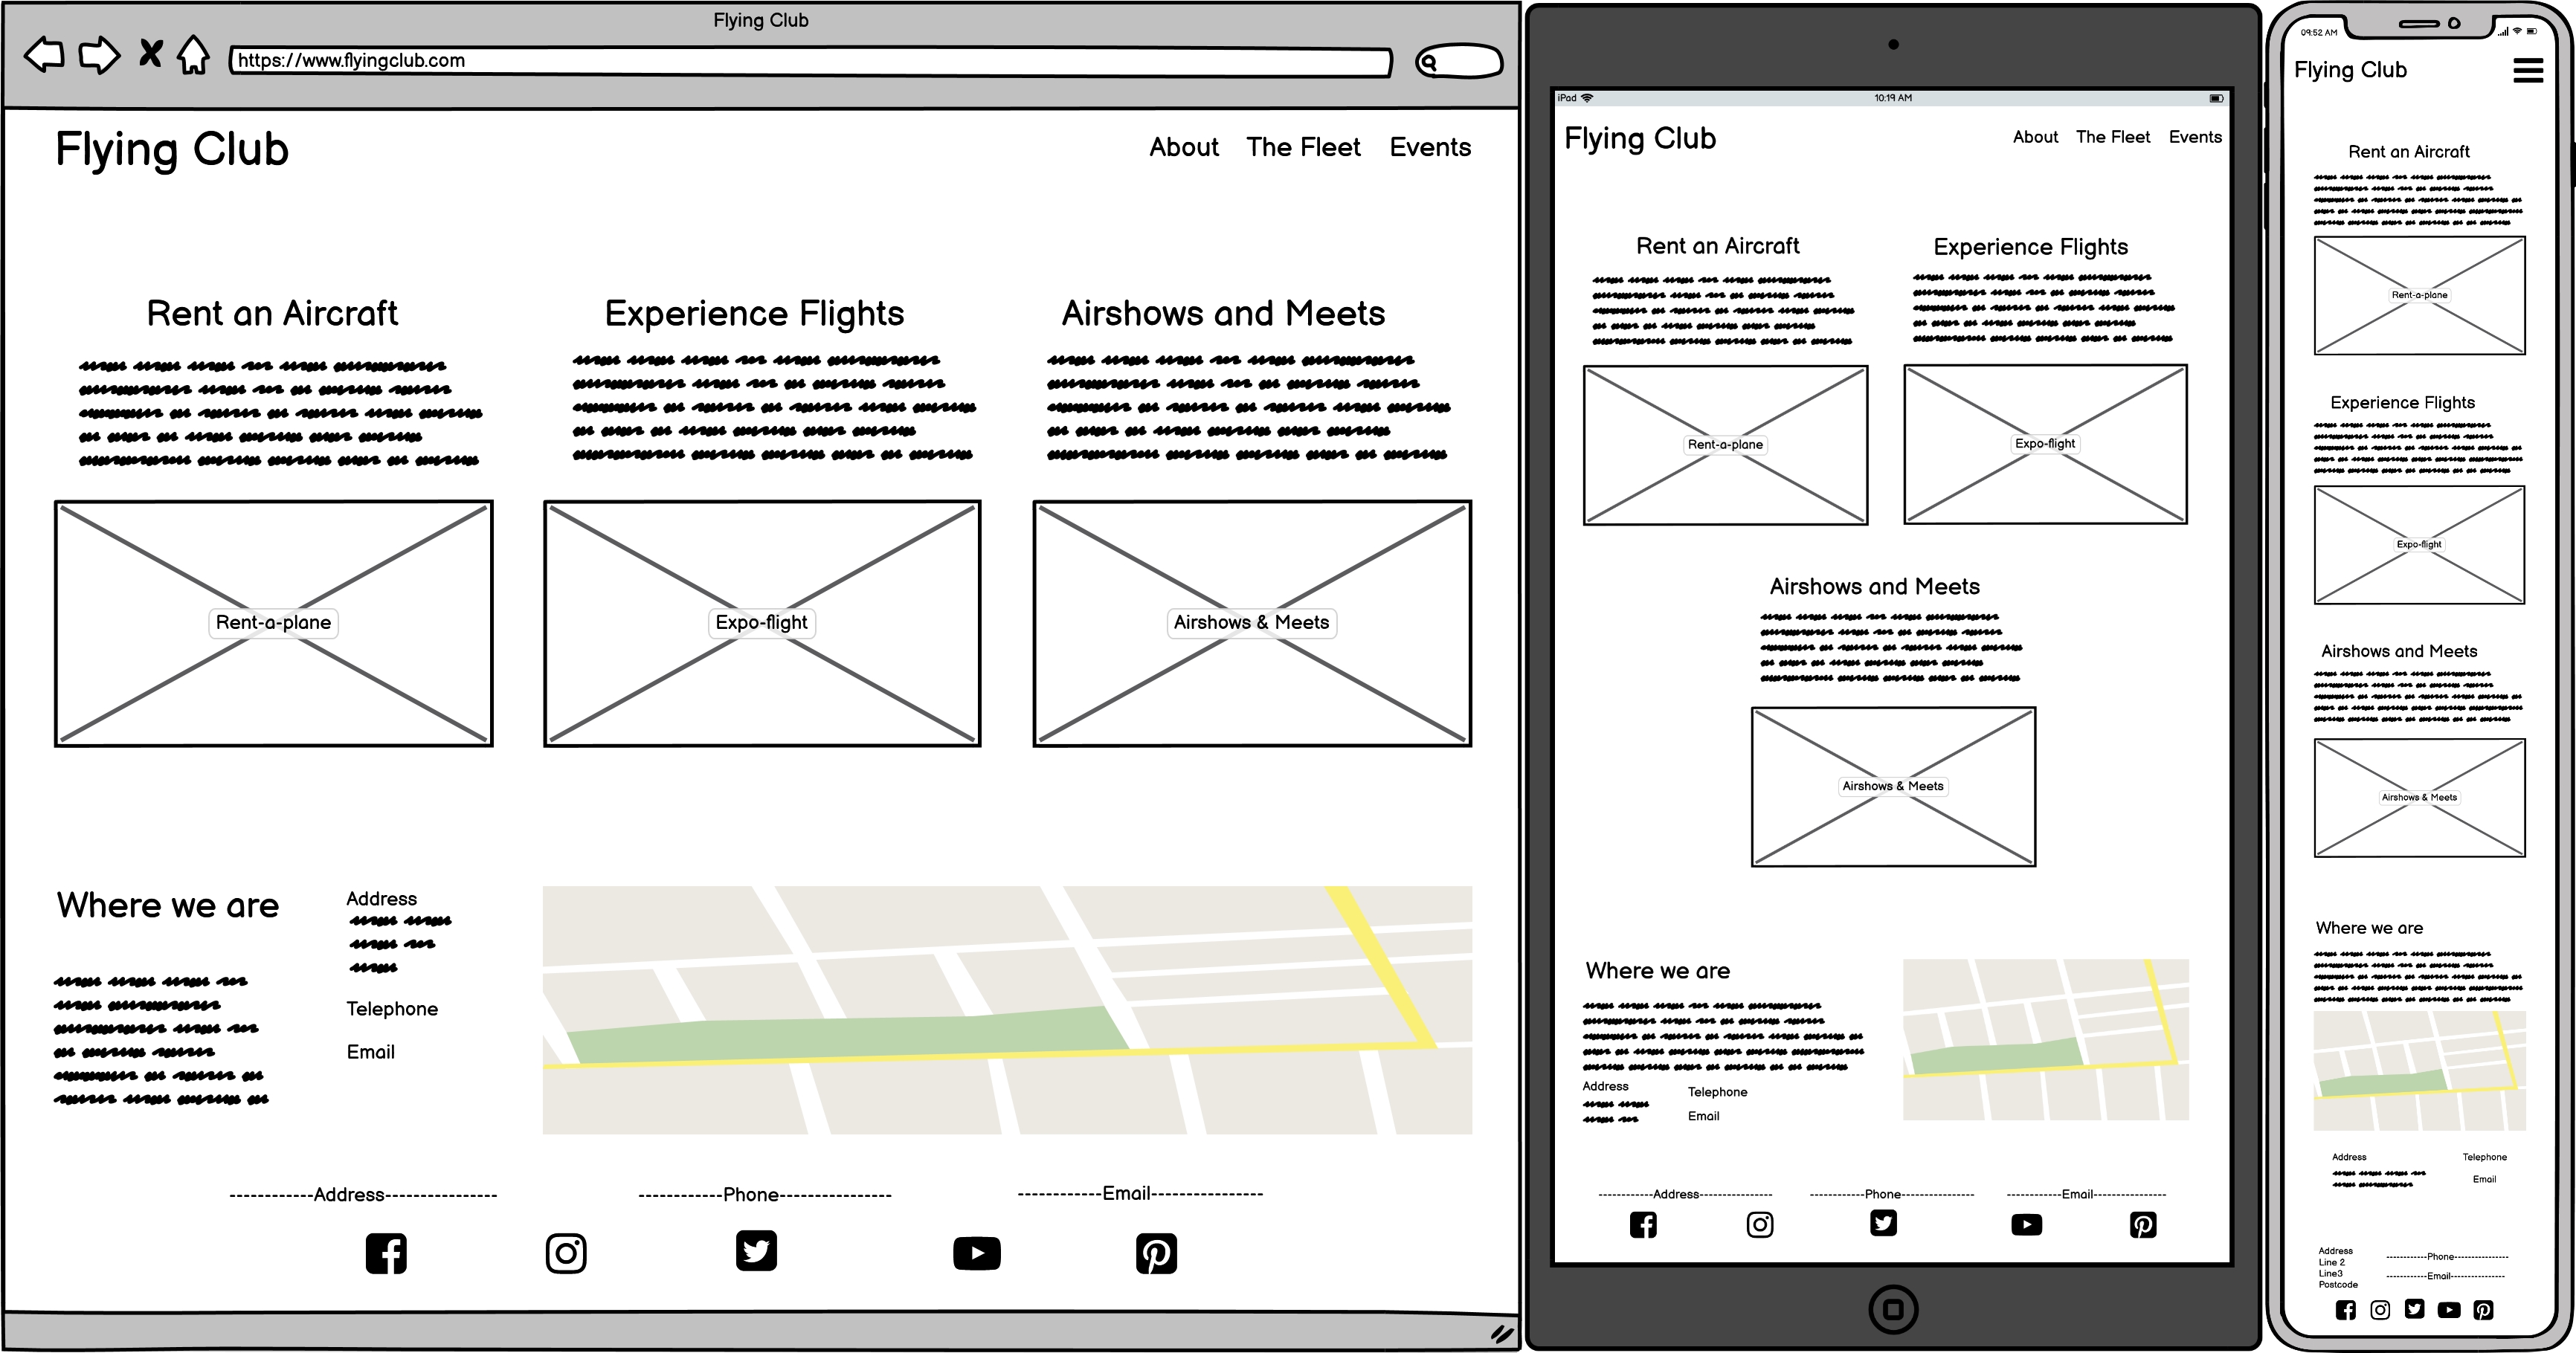 Flying Club
https://www.flyingclub.com
Flying Club
About The Fleet Events
Rent an Aircraft
Experience Flights
Airshows and Meets
Rent-a-plane
Expo-flight
Airshows & Meets
Where we are
Address
Telephone
Email
------------Address------------------
------------Phone------------------
------------Email------------------
iPad
10:19 AM
Flying Club
About The Fleet Events
Rent an Aircraft
Experience Flights
Rent-a-plane
Expo-flight
Airshows and Meets
Airshows & Meets
Where we are
Address
Telephone
Email
------------Address------------------
------------Phone------------------
------------Email------------------
09:52 AM
Flying Club
Rent an Aircraft
Rent-a-plane
Experience Flights
Expo-flight
Airshows and Meets
Airshows & Meets
Where we are
Address
Telephone
Email
Address
Line 2
Line3
Postcode
------------Phone------------------
------------Email------------------